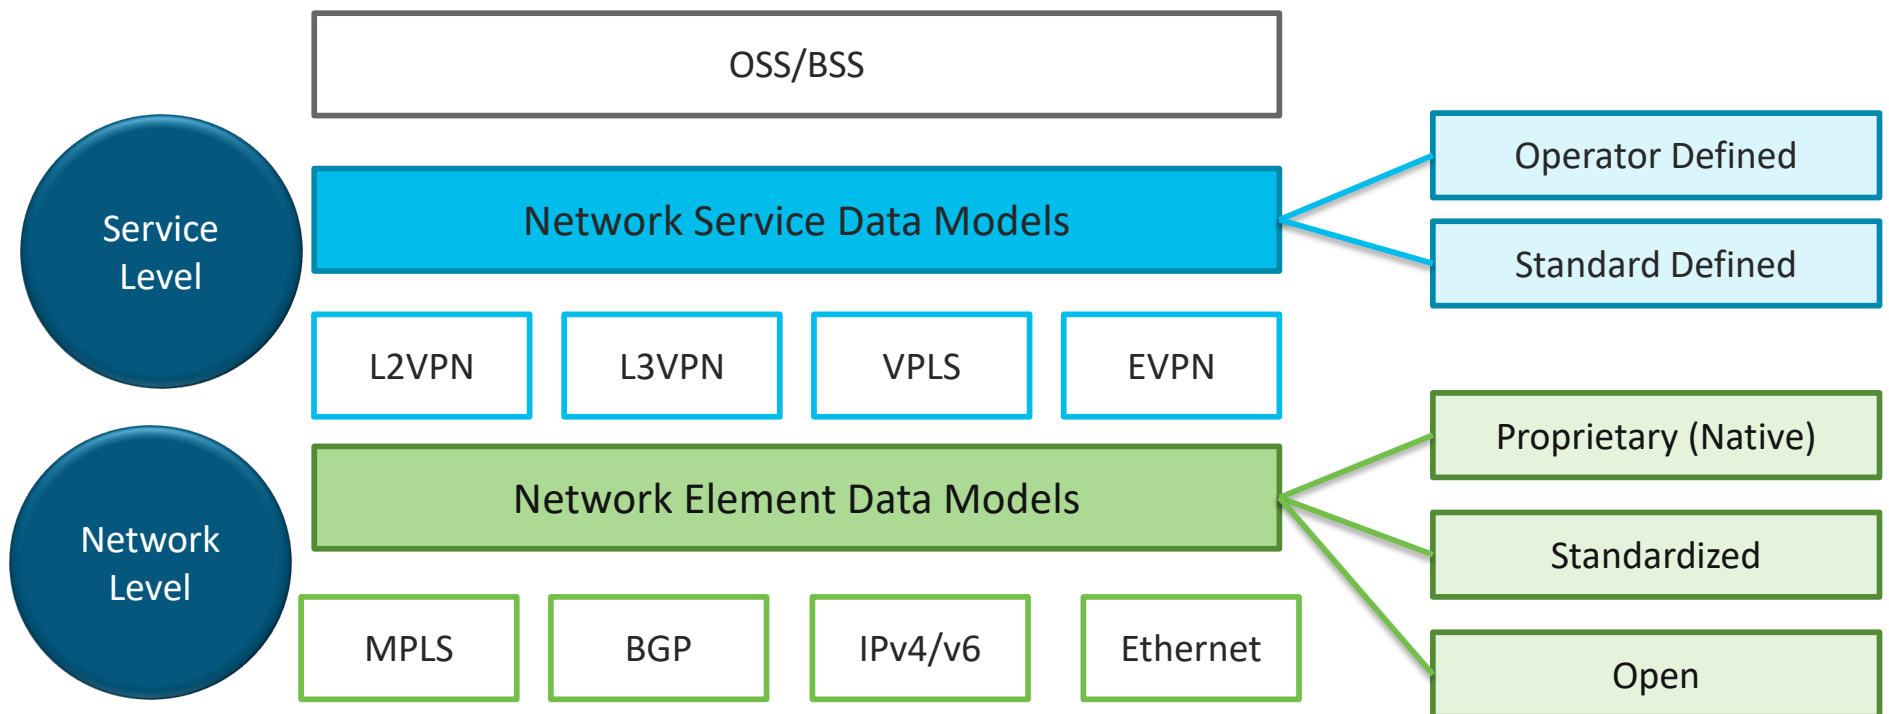 OSS/BSS
Service
Level
Network Service Data Models
Operator Defined
Standard Defined
L2VPN
L3VPN
VPLS
EVPN
Network
Level
Network Element Data Models
Proprietary (Native)
Standardized
Open
MPLS
BGP
IPv4/v6
Ethernet